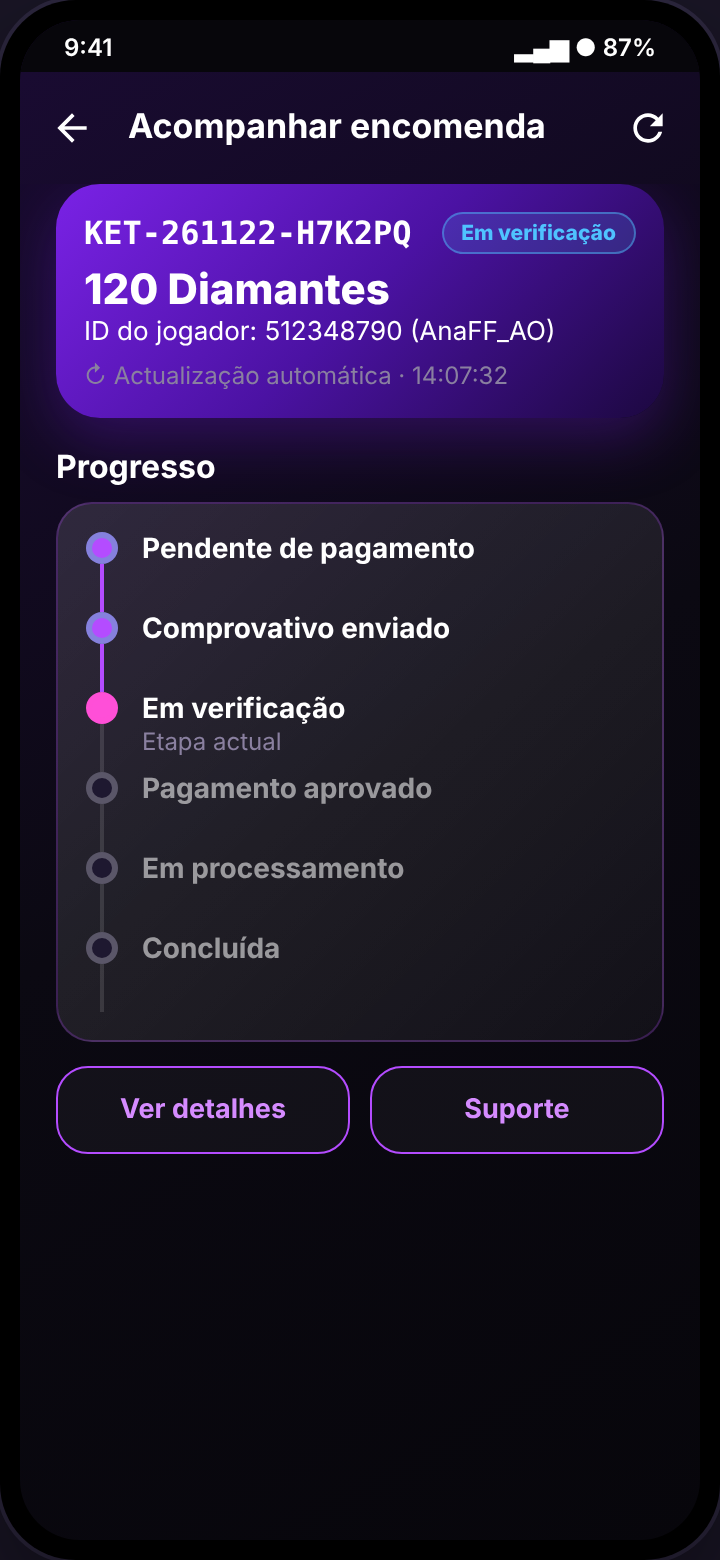 9:41
87%
Acompanhar encomenda
KET-261122-H7K2PQ
Em verificação
120 Diamantes
ID do jogador: 512348790 (AnaFF_AO)
↻ Actualização automática · 14:07:32
Progresso
Pendente de pagamento
Comprovativo enviado
Em verificação
Etapa actual
Pagamento aprovado
Em processamento
Concluída
Ver detalhes
Suporte